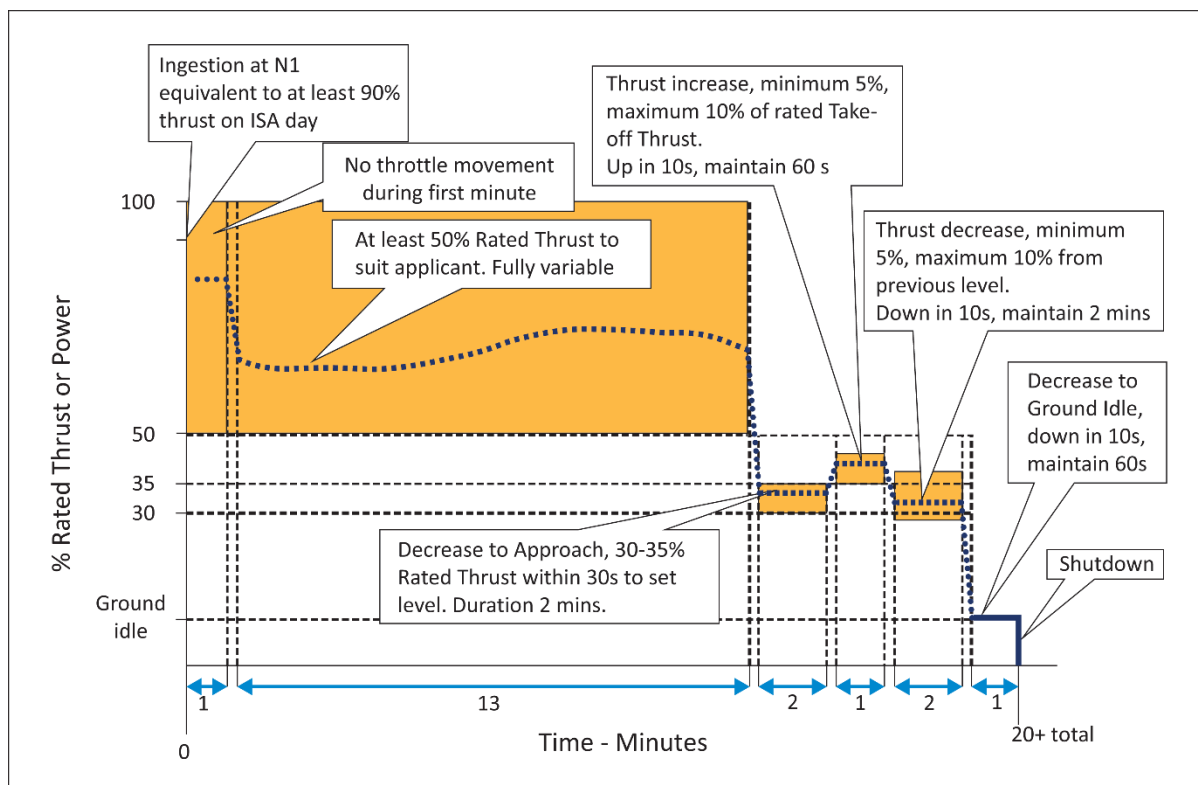 Ingestion at N1
equivalent to at least 90%
thrust on ISA day
No throttle movement
during first minute
At least 50% Rated Thrust to
suit applicant. Fully variable
Thrust increase, minimum 5%,
maximum 10% of rated Take-
off Thrust.
Up in 10s, maintain 60 s
Thrust decrease, minimum
5%, maximum 10% from
previous level.
Down in 10s, maintain 2 mins
Decrease to
Ground Idle,
down in 10s,
maintain 60s
Decrease to Approach, 30-35%
Rated Thrust within 30s to set
level. Duration 2 mins.
Shutdown
% Rated Thrust or Power
100
50
35
30
Ground
idle
1
13
2
1
2
1
0
Time - Minutes
20+ total